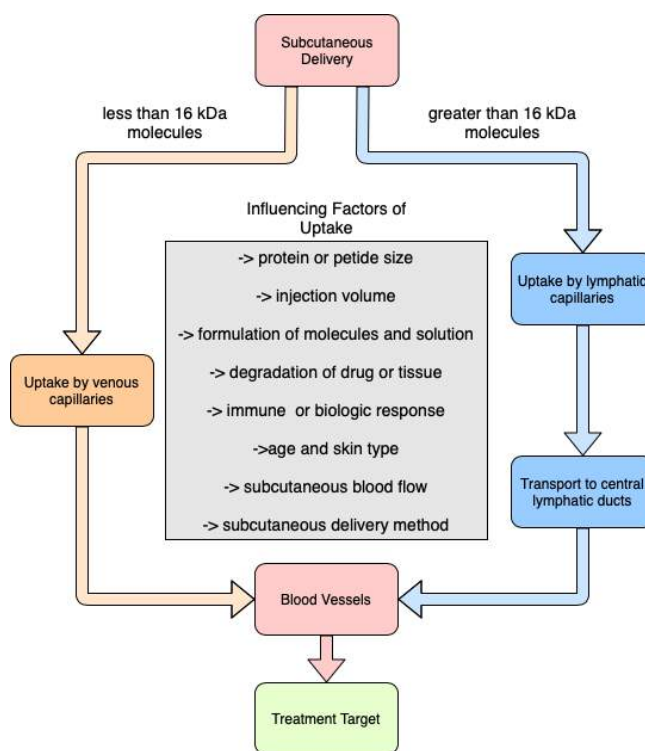 Subcutaneous
Delivery
less than 16 kDa
molecules
greater than 16 kDa
molecules
Influencing Factors of
Uptake
-> protein or petide size
-> injection volume
-> formulation of molecules and solution
-> degradation of drug or tissue
-> immune or biologic response
->age and skin type
-> subcutaneous blood flow
-> subcutaneous delivery method
Uptake by lymphatic
capillaries
Uptake by venous
capillaries
Transport to central
lymphatic ducts
Blood Vessels
Treatment Target